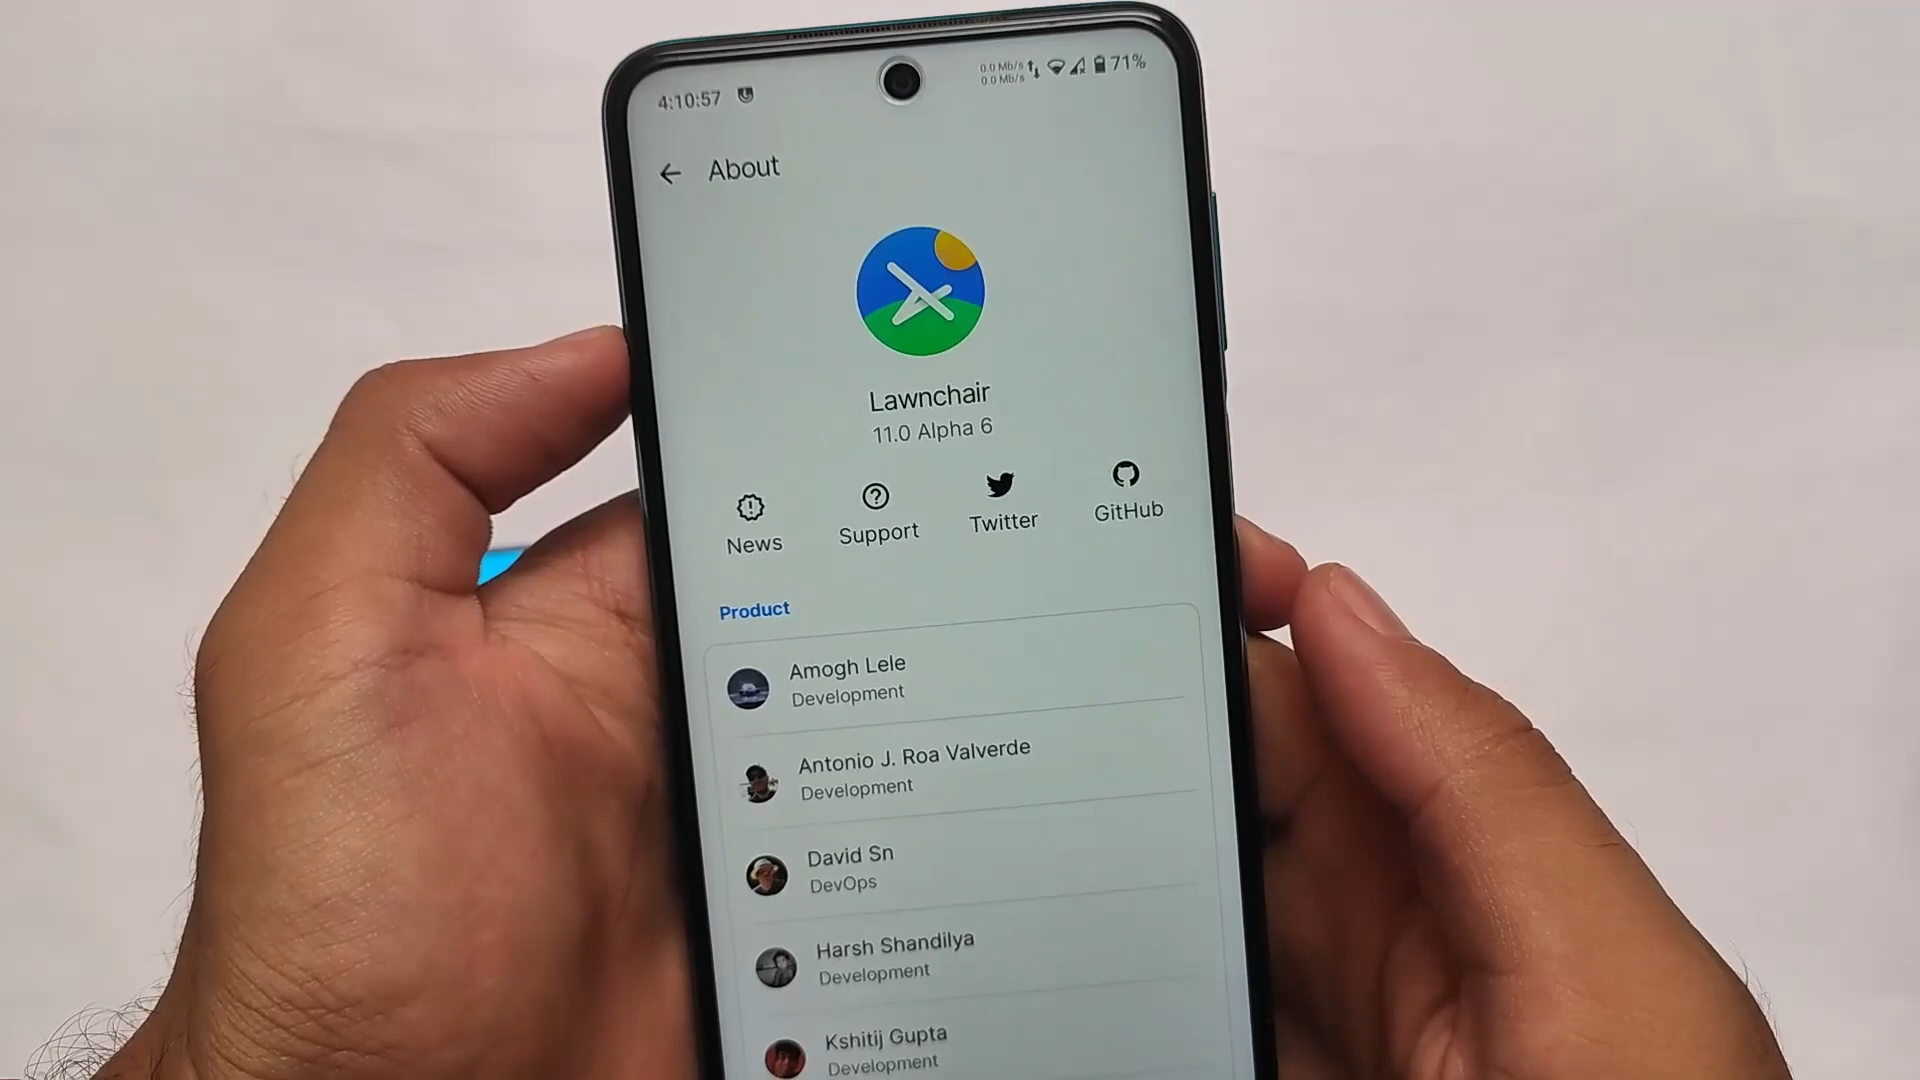 4:10:57
0.0 Mb/s
0.0 Mb/s
71%
About
Lawnchair
11.0 Alpha 6
News
Support
Twitter
GitHub
Product
Amogh Lele
Development
Antonio J. Roa Valverde
Development
David Sn
DevOps
Harsh Shandilya
Development
Kshitij Gupta
Development